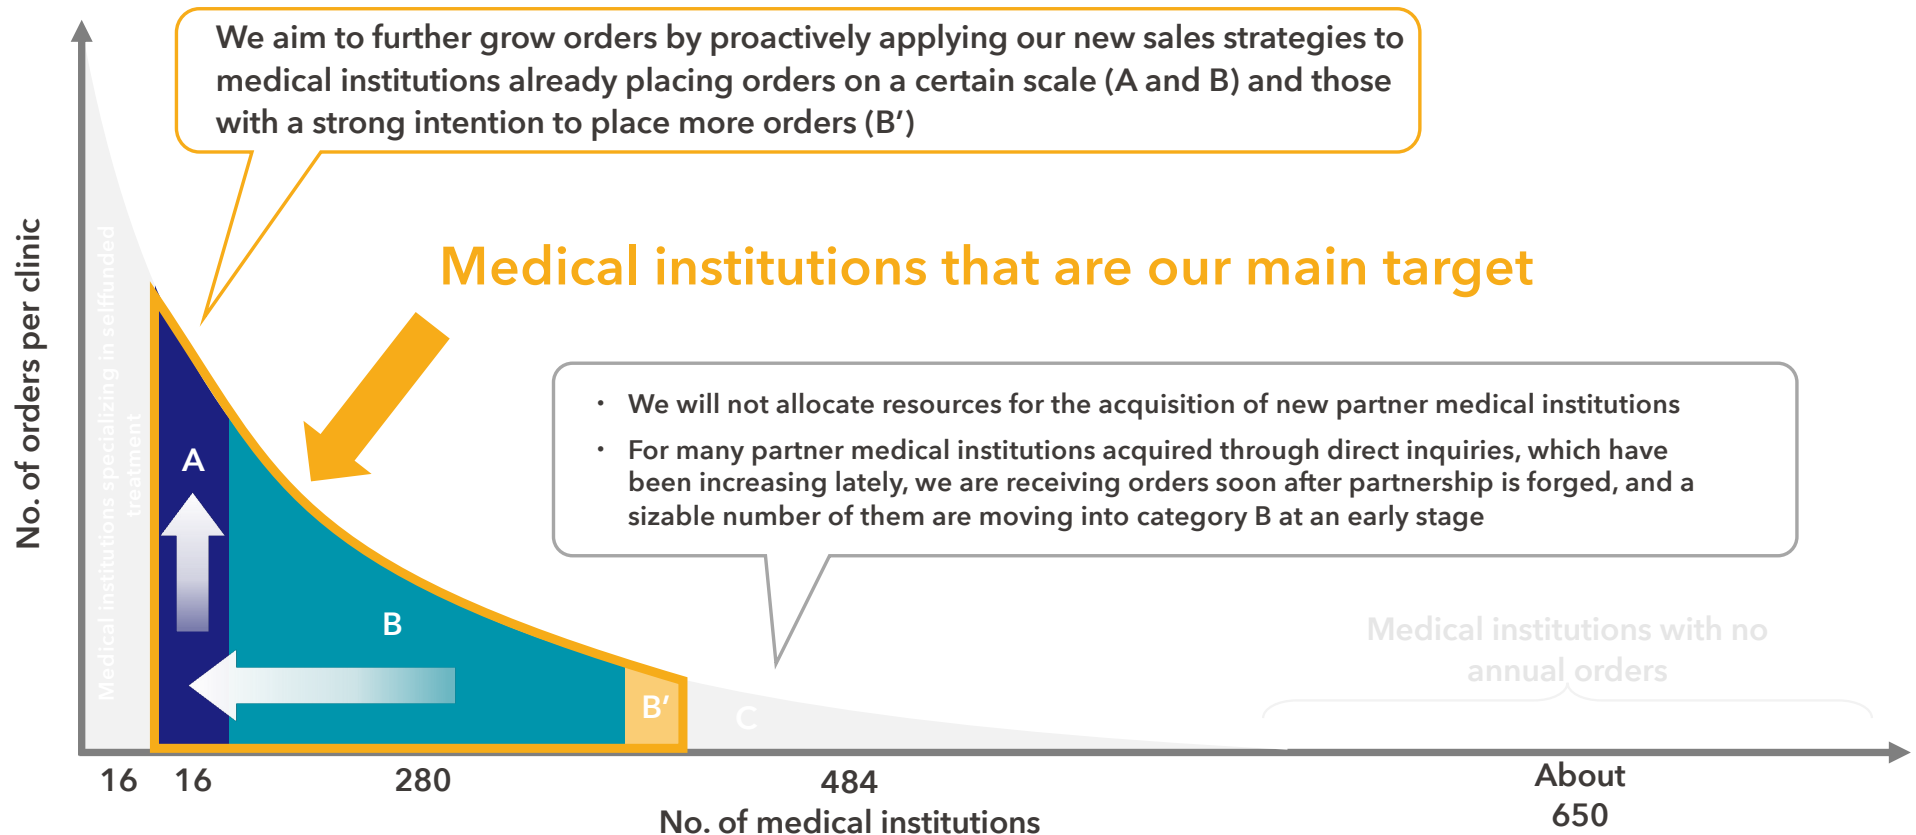 We aim to further grow orders by proactively applying our new sales strategies to
medical institutions already placing orders on a certain scale (A and B) and those
with a strong intention to place more orders (B’)
Medical institutions that are our main target
・ We will not allocate resources for the acquisition of new partner medical institutions
・ For many partner medical institutions acquired through direct inquiries, which have
been increasing lately, we are receiving orders soon after partnership is forged, and a
sizable number of them are moving into category B at an early stage
No. of orders per clinic
Medical institutions specializing in selffunded
treatment
A
B
B’
C
Medical institutions with no
annual orders
16
16
280
484
About
650
No. of medical institutions